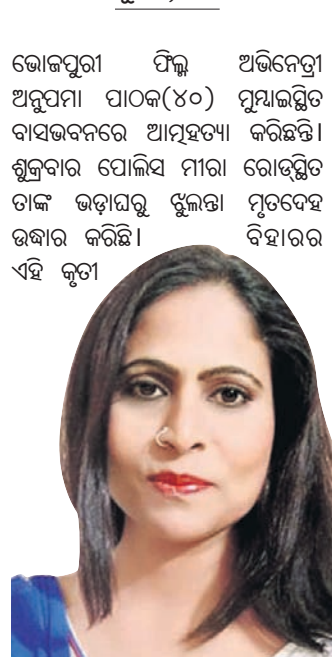 ଭୋଜପୁରୀ ଫିଲ୍ମ ଅଭିନେତ୍ରୀ
ଅନୁପମା ପାଠକ(୪୦) ମୁମ୍ବାଇସ୍ଥିତ
ବାସଭବନରେ ଆତ୍ମହତ୍ୟା କରିଛନ୍ତି।
ଶୁକ୍ରବାର ପୋଲିସ ମୀରା ରୋଡ୍‌ସ୍ଥିତ
ତାଙ୍କ ଭଡ଼ାଘରୁ ଝୁଲନ୍ତା ମୃତଦେହ
ଉଦ୍ଧାର କରିଛି। ବିହାରର
ଏହି କୃତୀ